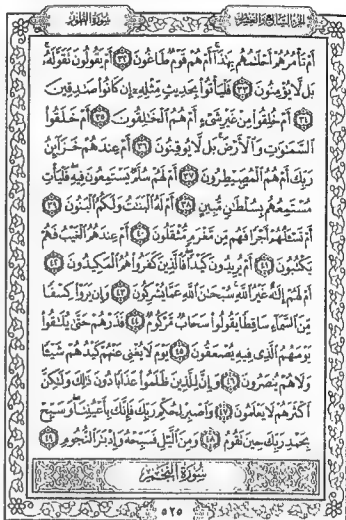 سُورَةُ الطُّورِ الجزء السابع والعشرون
أَمْ تَأْمُرُهُمْ أَحْلَٰمُهُم بِهَٰذَآ أَمْ هُمْ قَوْمٌ طَاغُونَ ٣٢ أَمْ يَقُولُونَ تَقَوَّلَهُۥ
بَل لَّا يُؤْمِنُونَ ٣٣ فَلْيَأْتُوا۟ بِحَدِيثٍ مِّثْلِهِۦٓ إِن كَانُوا۟ صَٰدِقِينَ
٣٤ أَمْ خُلِقُوا۟ مِنْ غَيْرِ شَىْءٍ أَمْ هُمُ ٱلْخَٰلِقُونَ ٣٥ أَمْ خَلَقُوا۟
ٱلسَّمَٰوَٰتِ وَٱلْأَرْضَ بَل لَّا يُوقِنُونَ ٣٦ أَمْ عِندَهُمْ خَزَآئِنُ
رَبِّكَ أَمْ هُمُ ٱلْمُصَۣيْطِرُونَ ٣٧ أَمْ لَهُمْ سُلَّمٌ يَسْتَمِعُونَ فِيهِ فَلْيَأْتِ
مُسْتَمِعُهُم بِسُلْطَٰنٍ مُّبِينٍ ٣٨ أَمْ لَهُ ٱلْبَنَٰتُ وَلَكُمُ ٱلْبَنُونَ ٣٩
أَمْ تَسْـَٔلُهُمْ أَجْرًا فَهُم مِّن مَّغْرَمٍ مُّثْقَلُونَ ٤٠ أَمْ عِندَهُمُ ٱلْغَيْبُ فَهُمْ
يَكْتُبُونَ ٤١ أَمْ يُرِيدُونَ كَيْدًا فَٱلَّذِينَ كَفَرُوا۟ هُمُ ٱلْمَكِيدُونَ ٤٢
أَمْ لَهُمْ إِلَٰهٌ غَيْرُ ٱللَّهِ سُبْحَٰنَ ٱللَّهِ عَمَّا يُشْرِكُونَ ٤٣ وَإِن يَرَوْا۟ كِسْفًا
مِّنَ ٱلسَّمَآءِ سَاقِطًا يَقُولُوا۟ سَحَابٌ مَّرْكُومٌ ٤٤ فَذَرْهُمْ حَتَّىٰ يُلَٰقُوا۟
يَوْمَهُمُ ٱلَّذِى فِيهِ يُصْعَقُونَ ٤٥ يَوْمَ لَا يُغْنِى عَنْهُمْ كَيْدُهُمْ شَيْـًٔا
وَلَا هُمْ يُنصَرُونَ ٤٦ وَإِنَّ لِلَّذِينَ ظَلَمُوا۟ عَذَابًا دُونَ ذَٰلِكَ وَلَٰكِنَّ
أَكْثَرَهُمْ لَا يَعْلَمُونَ ٤٧ وَٱصْبِرْ لِحُكْمِ رَبِّكَ فَإِنَّكَ بِأَعْيُنِنَا وَسَبِّحْ
بِحَمْدِ رَبِّكَ حِينَ تَقُومُ ٤٨ وَمِنَ ٱلَّيْلِ فَسَبِّحْهُ وَإِدْبَٰرَ ٱلنُّجُومِ ٤٩
سُورَةُ النَّجْمِ
٥٢٥